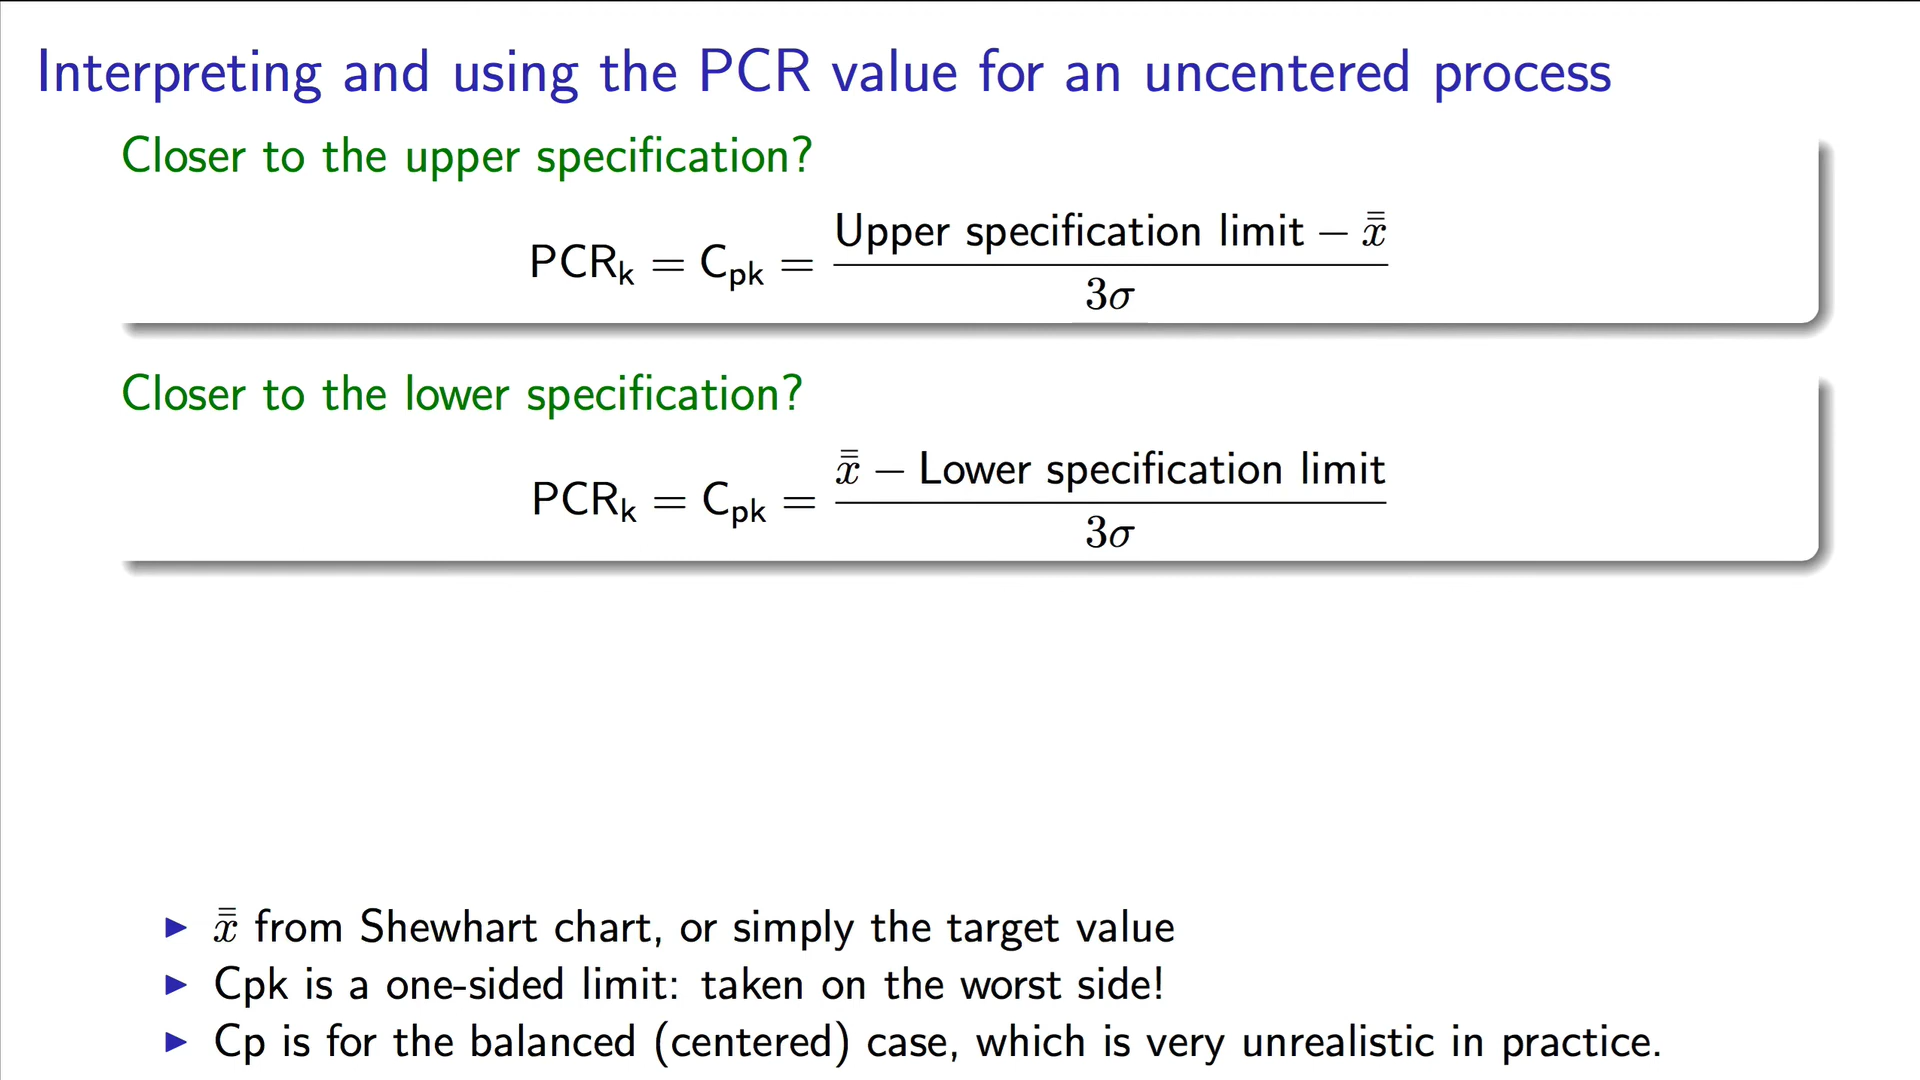 Interpreting and using the PCR value for an uncentered process
Closer to the upper specification?
PCRₖ = Cₚₖ = (Upper specification limit − x̿) / 3σ
Closer to the lower specification?
PCRₖ = Cₚₖ = (x̿ − Lower specification limit) / 3σ
▶ x̿ from Shewhart chart, or simply the target value
▶ Cpk is a one-sided limit: taken on the worst side!
▶ Cp is for the balanced (centered) case, which is very unrealistic in practice.